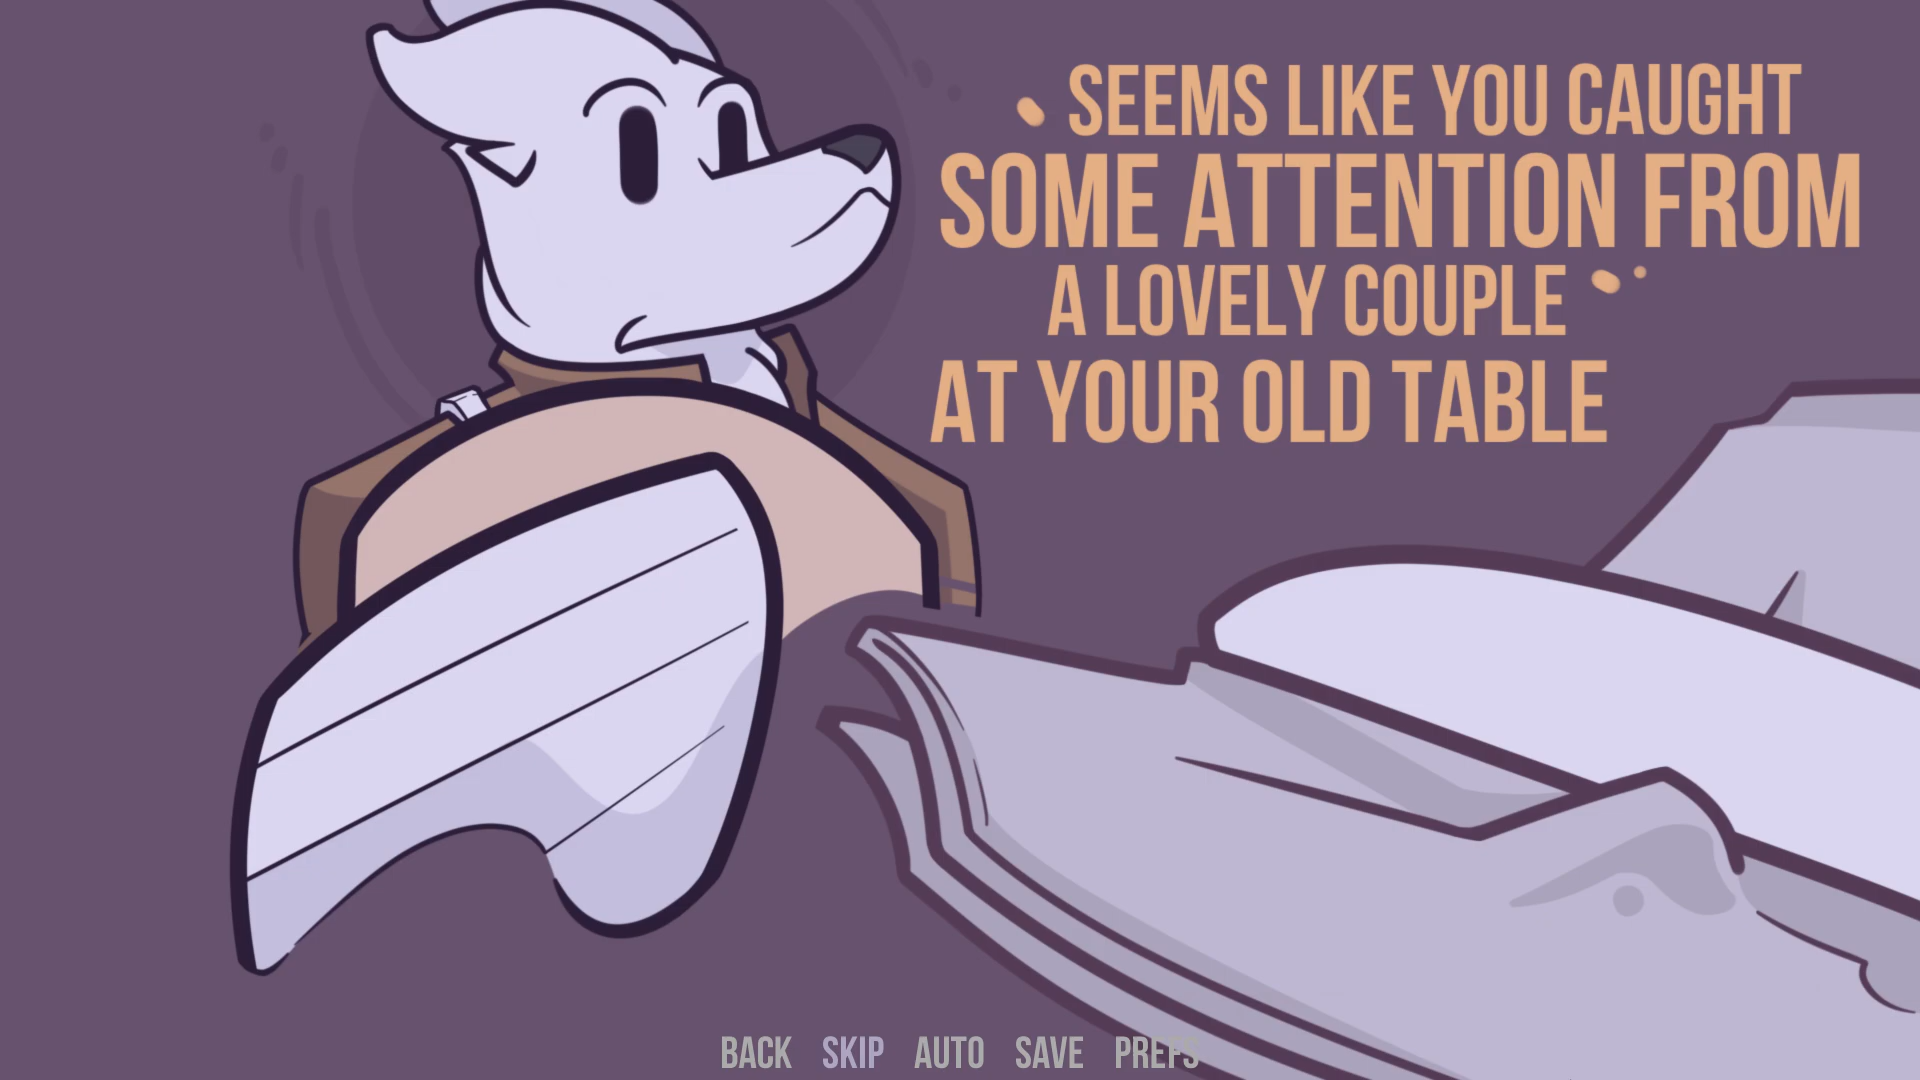 SEEMS LIKE YOU CAUGHT
SOME ATTENTION FROM
A LOVELY COUPLE
AT YOUR OLD TABLE
BACK SKIP AUTO SAVE PREFS